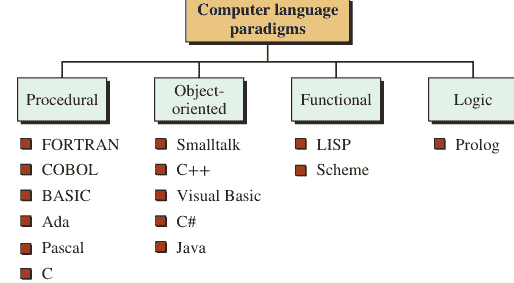 Computer language
paradigms
Procedural
Object-
oriented
Functional
Logic
FORTRAN
COBOL
BASIC
Ada
Pascal
C
Smalltalk
C++
Visual Basic
C#
Java
LISP
Scheme
Prolog